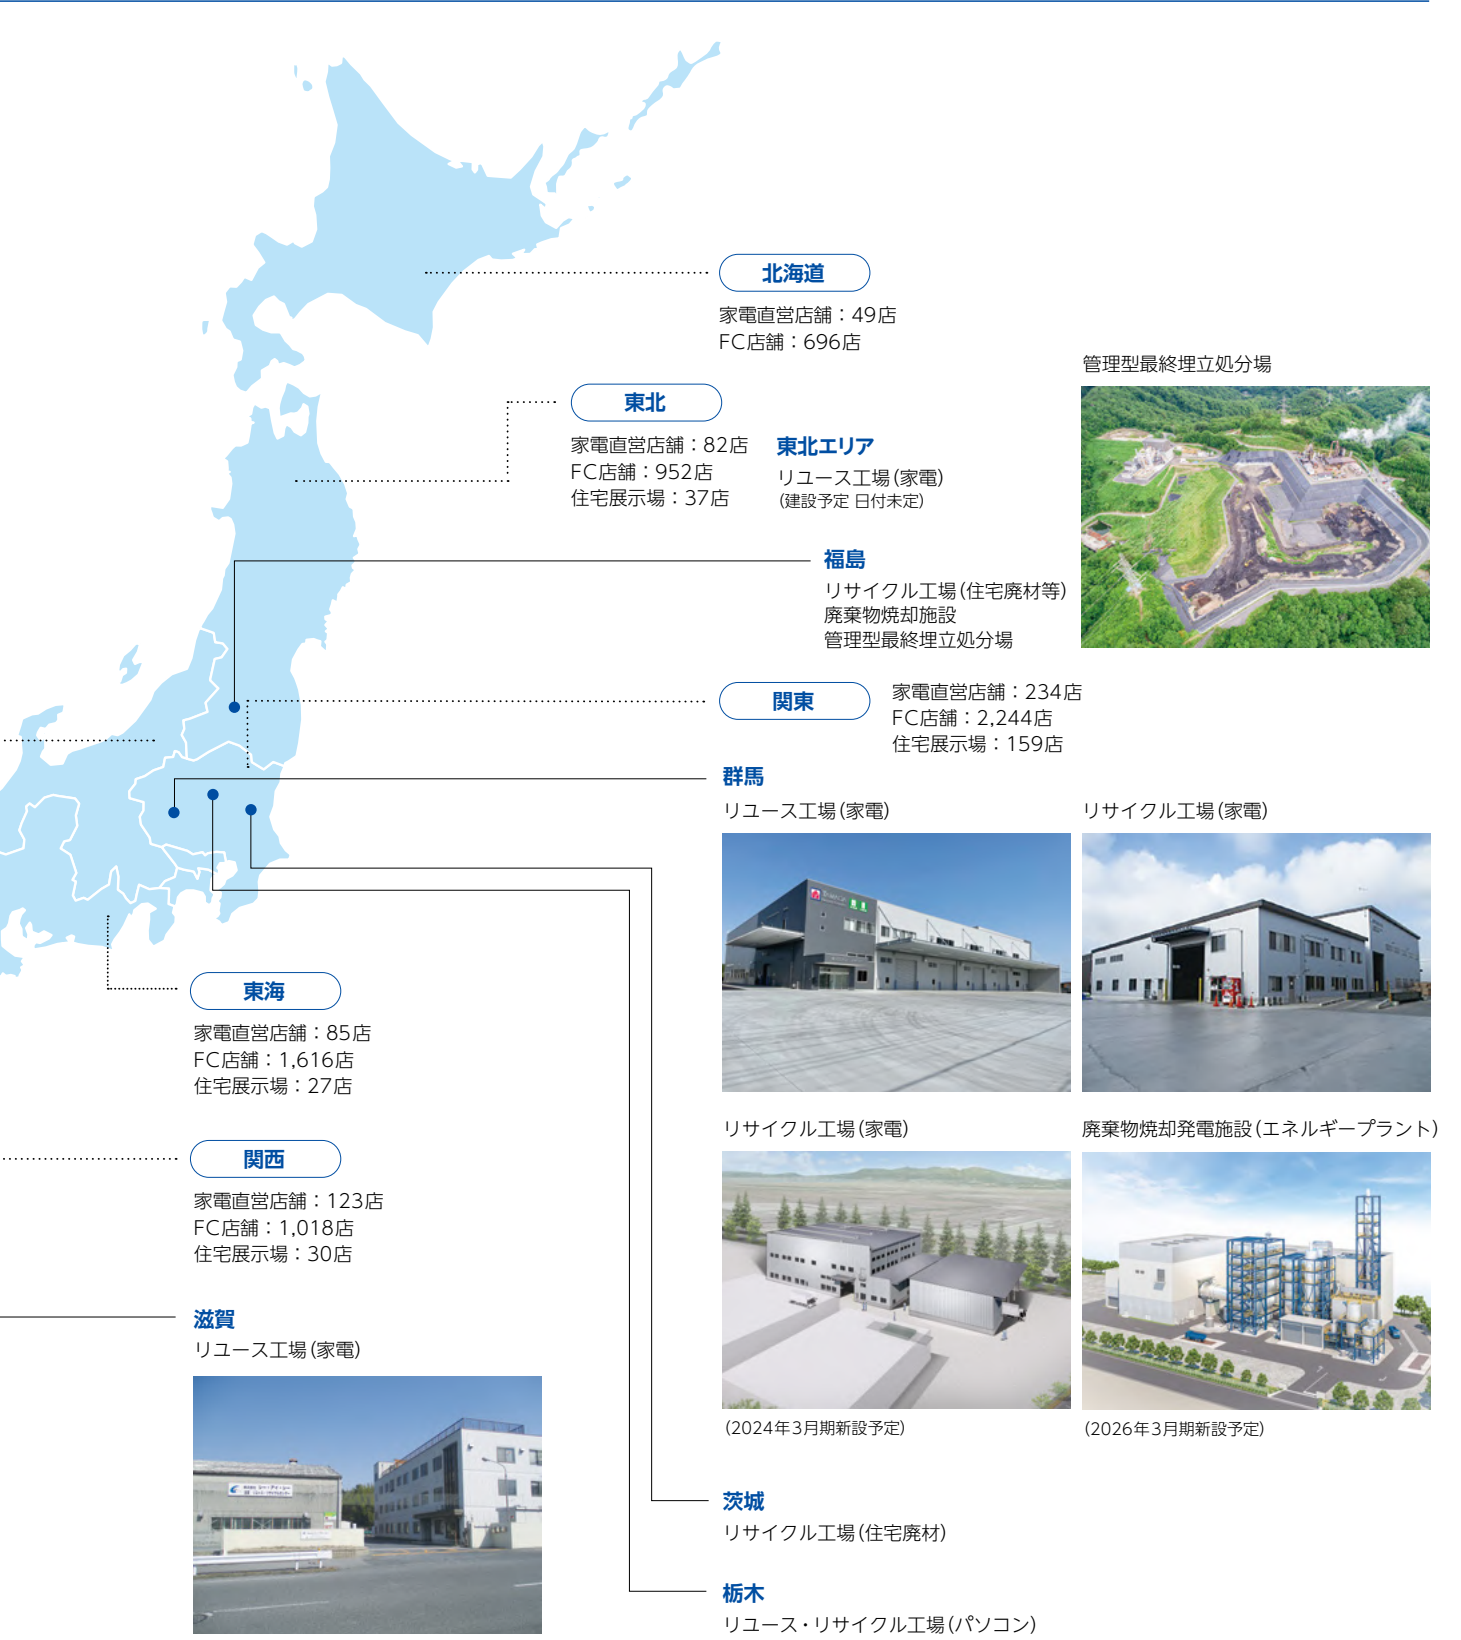 北海道
家電直営店舗：49店
FC店舗：696店
東北
家電直営店舗：82店
FC店舗：952店
住宅展示場：37店
東北エリア
リユース工場（家電）
（建設予定 日付未定）
管理型最終埋立処分場
福島
リサイクル工場（住宅廃材等）
廃棄物焼却施設
管理型最終埋立処分場
関東
家電直営店舗：234店
FC店舗：2,244店
住宅展示場：159店
群馬
リユース工場（家電）
リサイクル工場（家電）
リサイクル工場（家電）
（2024年3月期新設予定）
廃棄物焼却発電施設（エネルギープラント）
（2026年3月期新設予定）
茨城
リサイクル工場（住宅廃材）
栃木
リユース・リサイクル工場（パソコン）
東海
家電直営店舗：85店
FC店舗：1,616店
住宅展示場：27店
関西
家電直営店舗：123店
FC店舗：1,018店
住宅展示場：30店
滋賀
リユース工場（家電）